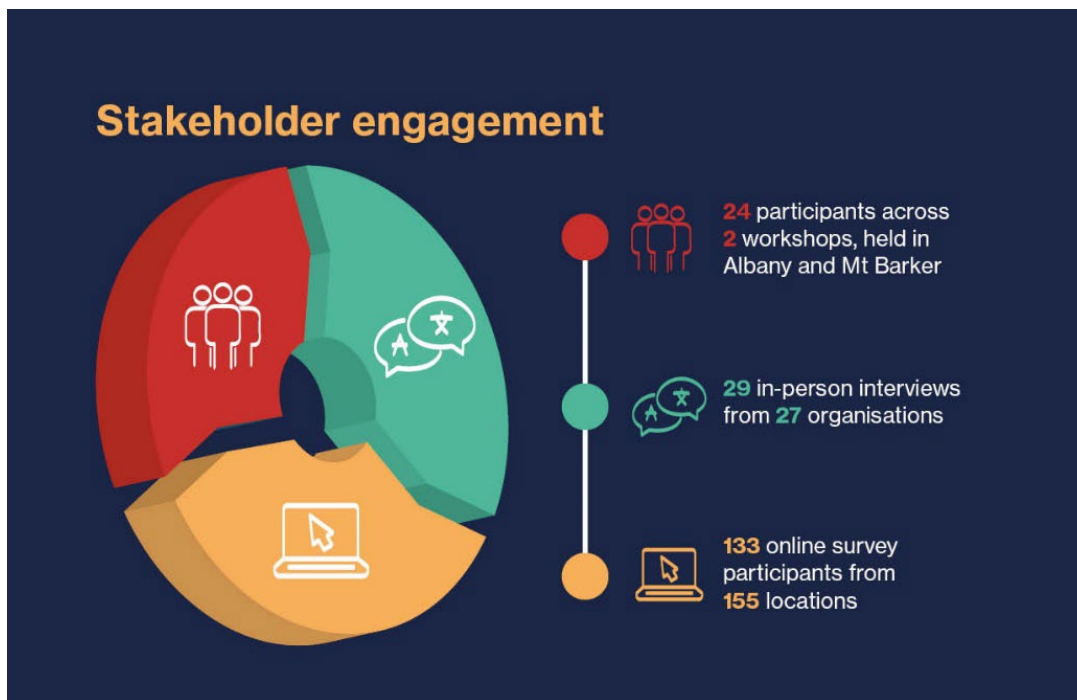 Stakeholder engagement
24 participants across
2 workshops, held in
Albany and Mt Barker
29 in-person interviews
from 27 organisations
133 online survey
participants from
155 locations